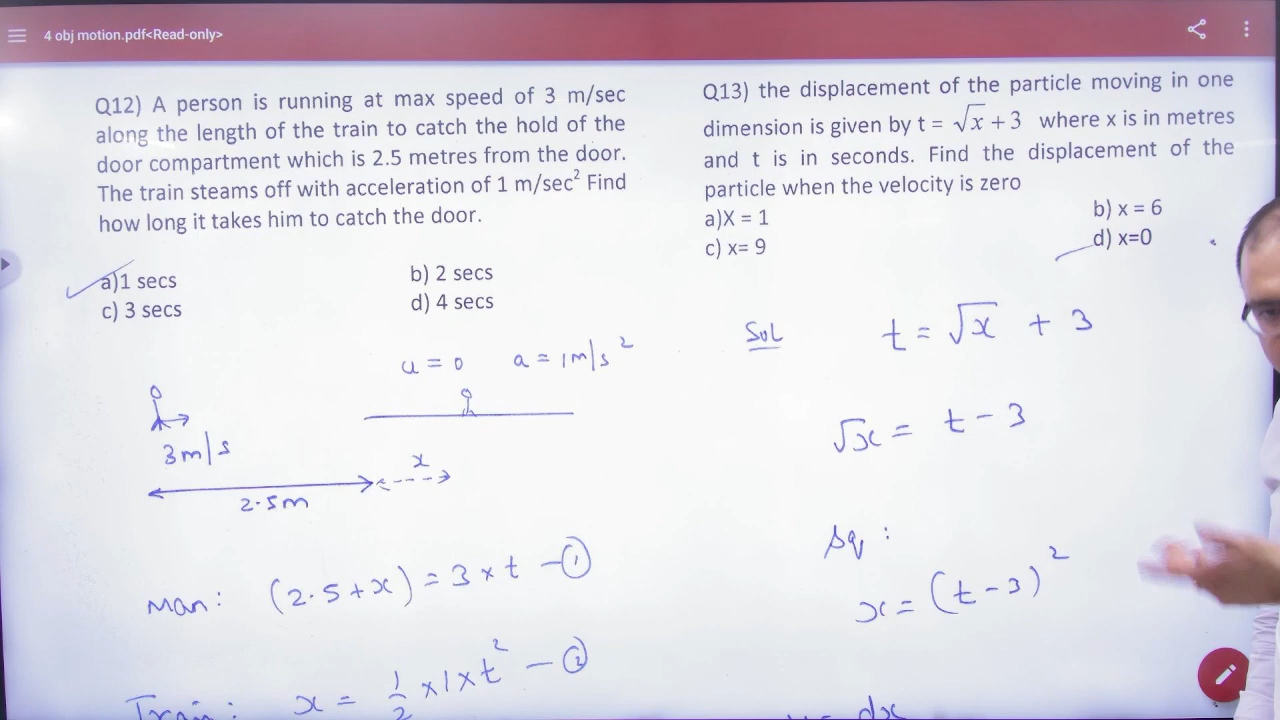 4 obj motion.pdf<Read-only>
Q12) A person is running at max speed of 3 m/sec
along the length of the train to catch the hold of the
door compartment which is 2.5 metres from the door.
The train steams off with acceleration of 1 m/sec² Find
how long it takes him to catch the door.
a)1 secs
b) 2 secs
c) 3 secs
d) 4 secs
u = 0 a = 1m/s²
3m/s
x
2.5m
Man: (2.5+x) = 3×t -①
Train: x = 1/2 ×1×t² -②
Q13) the displacement of the particle moving in one
dimension is given by t = √x + 3 where x is in metres
and t is in seconds. Find the displacement of the
particle when the velocity is zero
a)X = 1
b) x = 6
c) x= 9
d) x=0
Sol t = √x + 3
√x = t - 3
Sq :
x = (t-3)²
dx